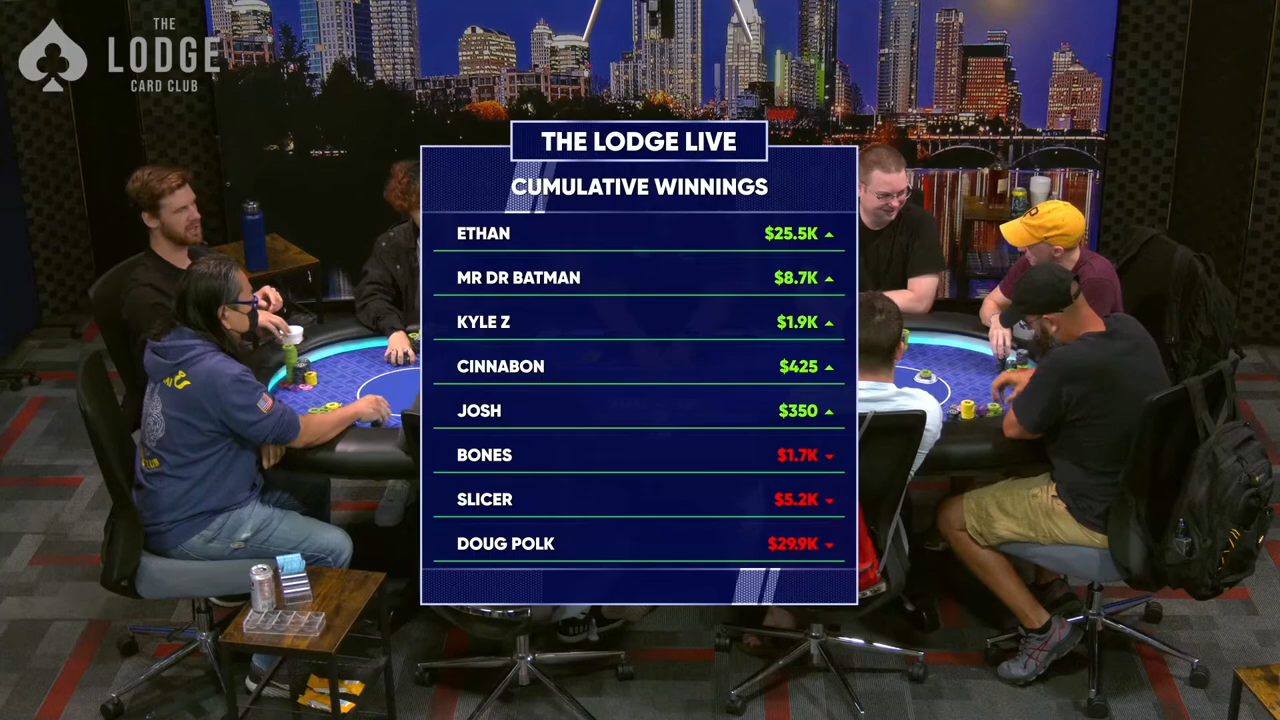 THE
LODGE
CARD CLUB
THE LODGE LIVE
CUMULATIVE WINNINGS
ETHAN $25.5K
MR DR BATMAN $8.7K
KYLE Z $1.9K
CINNABON $425
JOSH $350
BONES $1.7K
SLICER $5.2K
DOUG POLK $29.9K